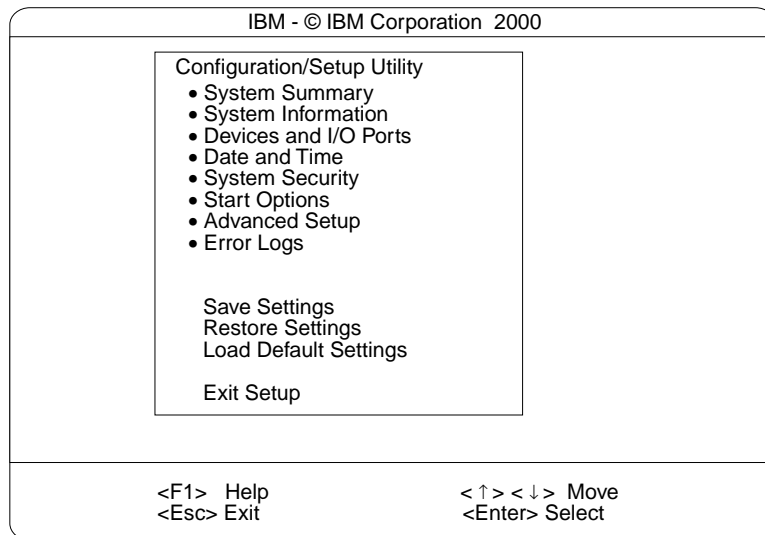 IBM - © IBM Corporation 2000
Configuration/Setup Utility
• System Summary
• System Information
• Devices and I/O Ports
• Date and Time
• System Security
• Start Options
• Advanced Setup
• Error Logs
Save Settings
Restore Settings
Load Default Settings
Exit Setup
<F1> Help <↑> <↓> Move
<Esc> Exit <Enter> Select